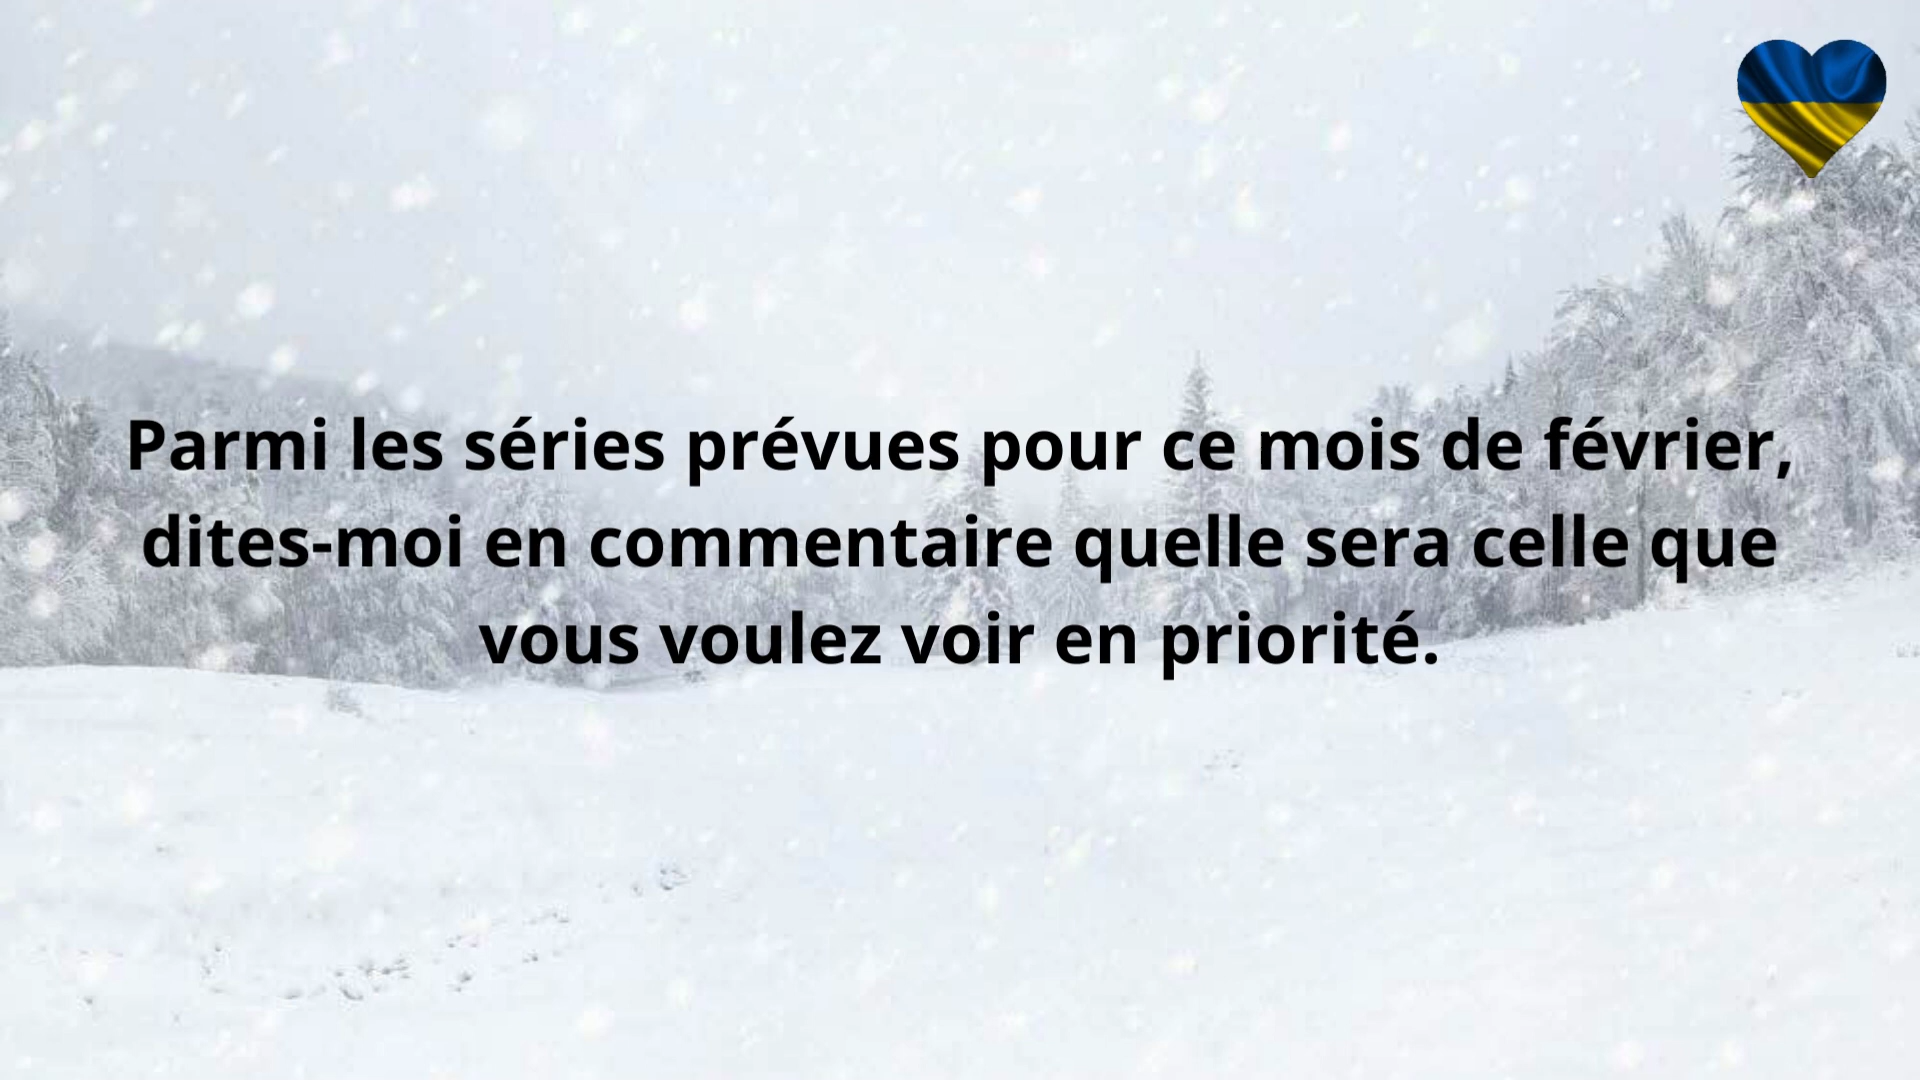 Parmi les séries prévues pour ce mois de février,
dites-moi en commentaire quelle sera celle que
vous voulez voir en priorité.